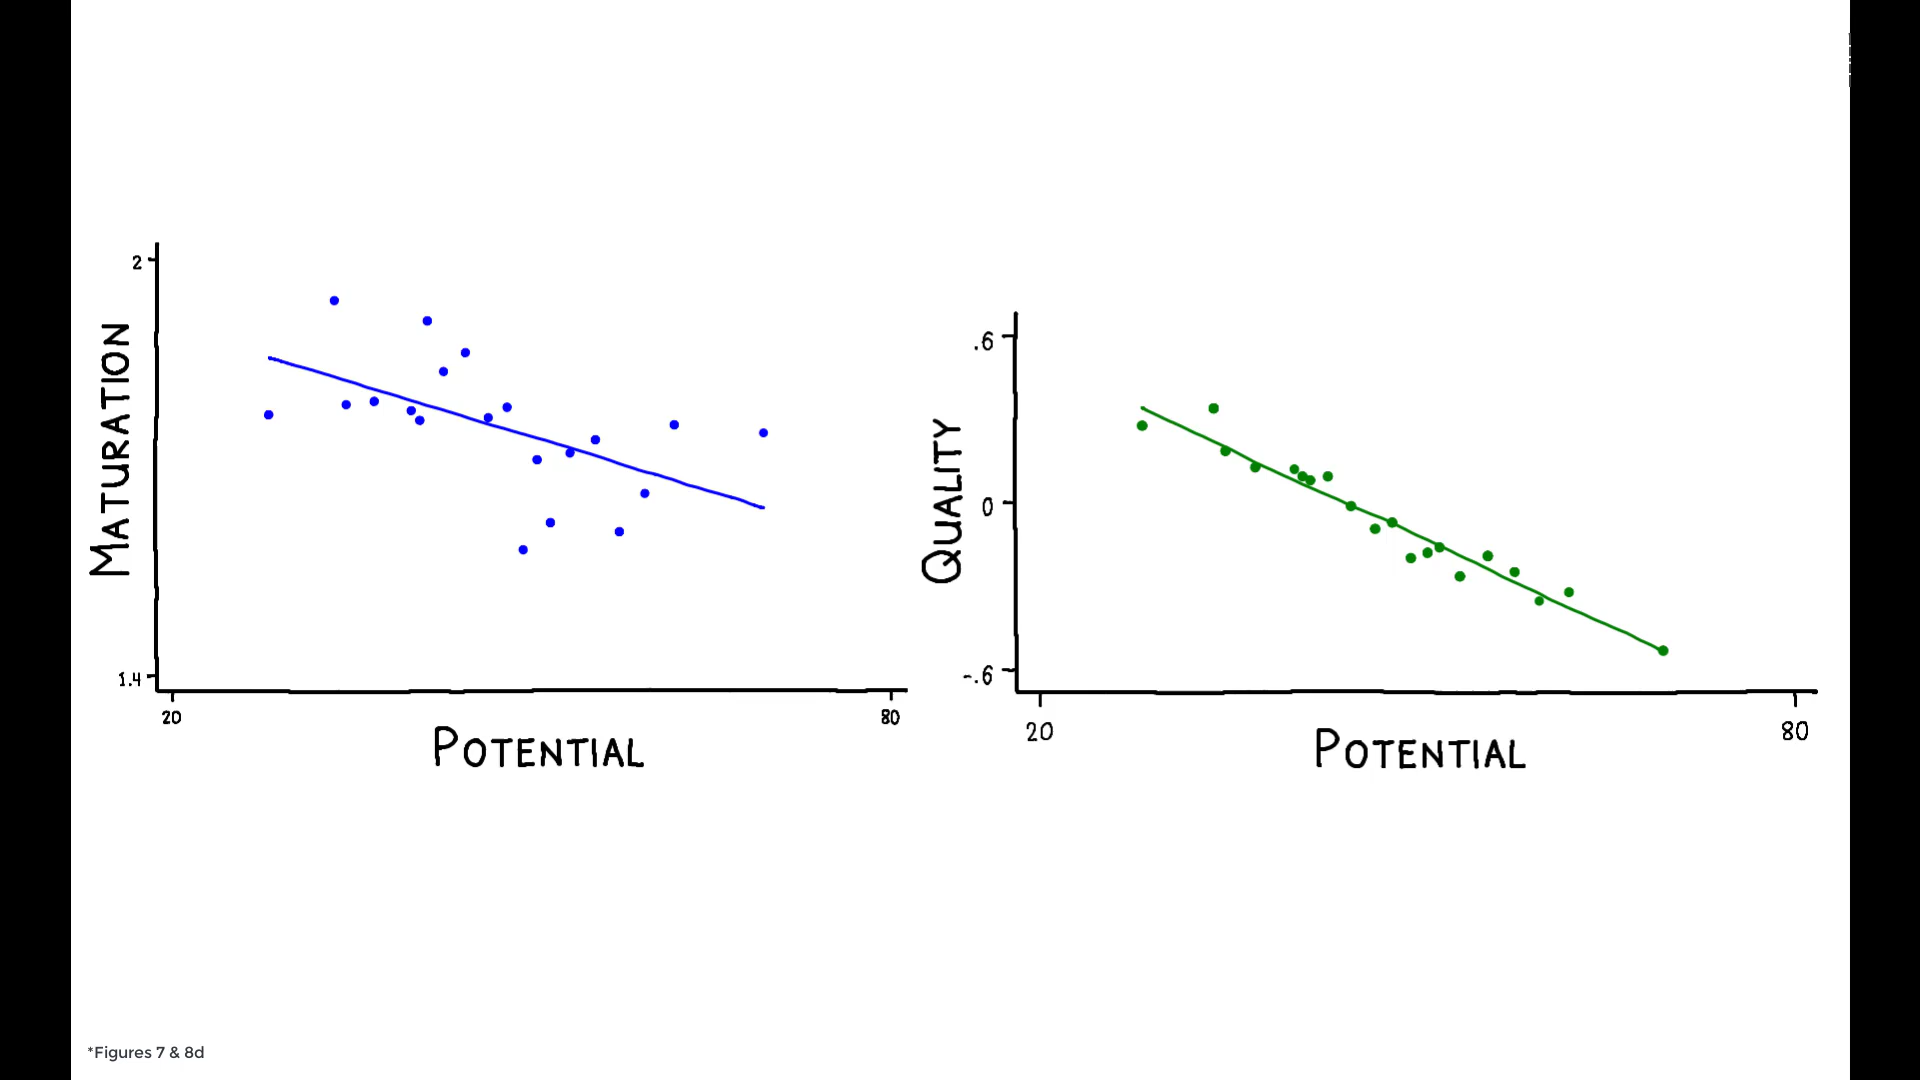 2
MATURATION
1.4
20
80
POTENTIAL
.6
QUALITY
0
-.6
20
80
POTENTIAL
*Figures 7 & 8d